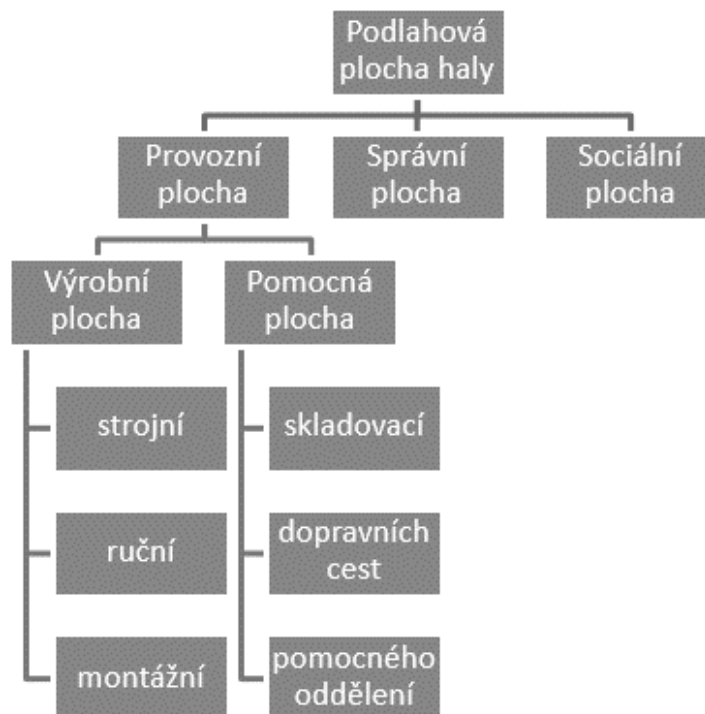 Podlahová
plocha haly
Provozní
plocha
Správní
plocha
Sociální
plocha
Výrobní
plocha
Pomocná
plocha
strojní
ruční
montážní
skladovací
dopravních
cest
pomocného
oddělení